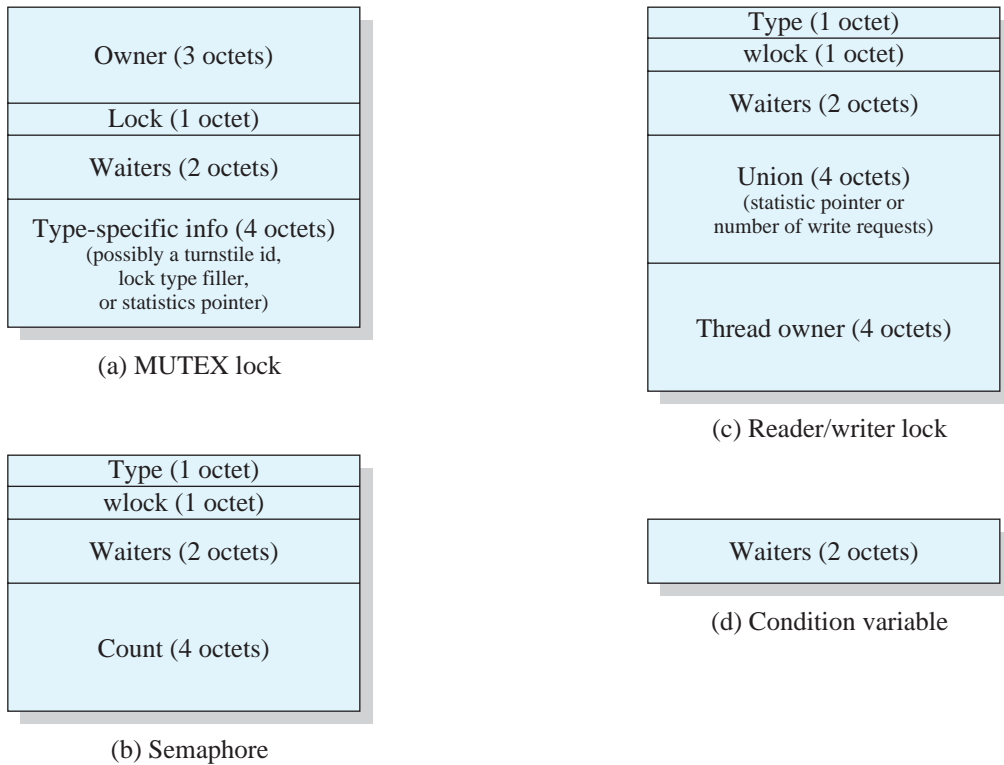 Owner (3 octets)
Lock (1 octet)
Waiters (2 octets)
Type-specific info (4 octets)
(possibly a turnstile id,
lock type filler,
or statistics pointer)
(a) MUTEX lock
Type (1 octet)
wlock (1 octet)
Waiters (2 octets)
Count (4 octets)
(b) Semaphore
Type (1 octet)
wlock (1 octet)
Waiters (2 octets)
Union (4 octets)
(statistic pointer or
number of write requests)
Thread owner (4 octets)
(c) Reader/writer lock
Waiters (2 octets)
(d) Condition variable